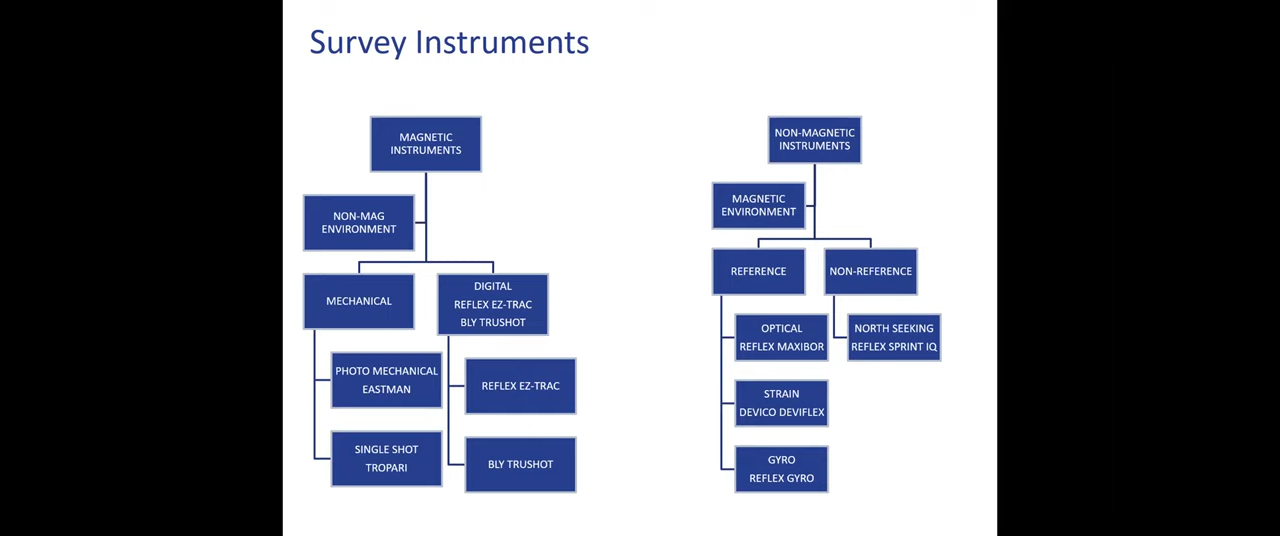 Survey Instruments
MAGNETIC
INSTRUMENTS
NON-MAG
ENVIRONMENT
MECHANICAL
DIGITAL
REFLEX EZ-TRAC
BLY TRUSHOT
PHOTO MECHANICAL
EASTMAN
REFLEX EZ-TRAC
SINGLE SHOT
TROPARI
BLY TRUSHOT
NON-MAGNETIC
INSTRUMENTS
MAGNETIC
ENVIRONMENT
REFERENCE
NON-REFERENCE
OPTICAL
REFLEX MAXIBOR
NORTH SEEKING
REFLEX SPRINT IQ
STRAIN
DEVICO DEVIFLEX
GYRO
REFLEX GYRO